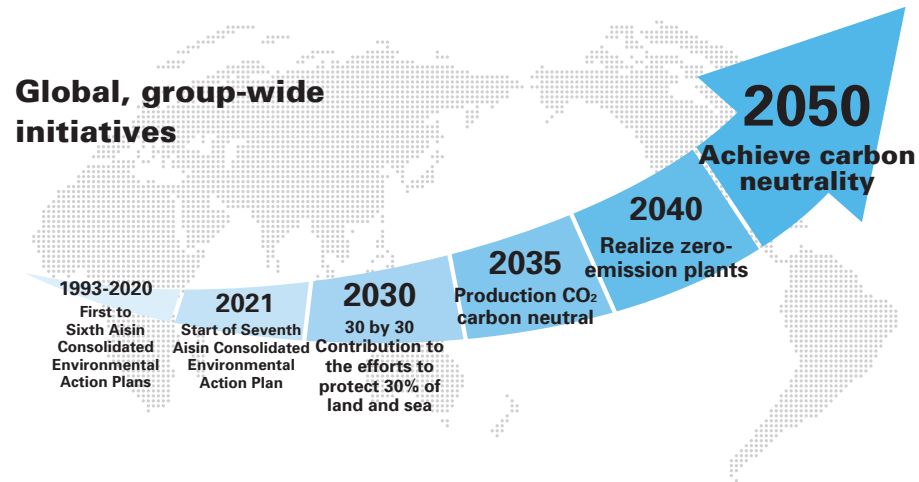 Global, group-wide
initiatives
1993-2020
First to
Sixth Aisin
Consolidated
Environmental
Action Plans
2021
Start of Seventh
Aisin Consolidated
Environmental
Action Plan
2030
30 by 30
Contribution to
the efforts to
protect 30% of
land and sea
2035
Production CO₂
carbon neutral
2040
Realize zero-
emission plants
2050
Achieve carbon
neutrality